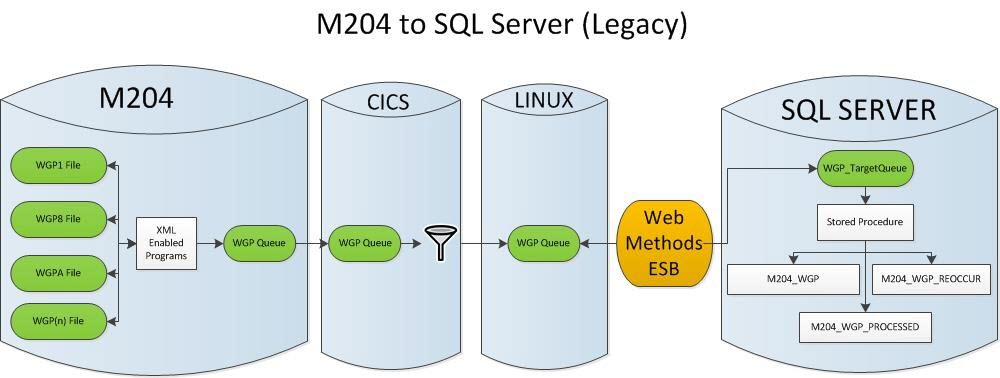 M204 to SQL Server (Legacy)
M204
WGP1 File
WGP8 File
WGPA File
WGP(n) File
XML
Enabled
Programs
WGP Queue
CICS
WGP Queue
LINUX
WGP Queue
Web
Methods
ESB
SQL SERVER
WGP_TargetQueue
Stored Procedure
M204_WGP
M204_WGP_REOCCUR
M204_WGP_PROCESSED